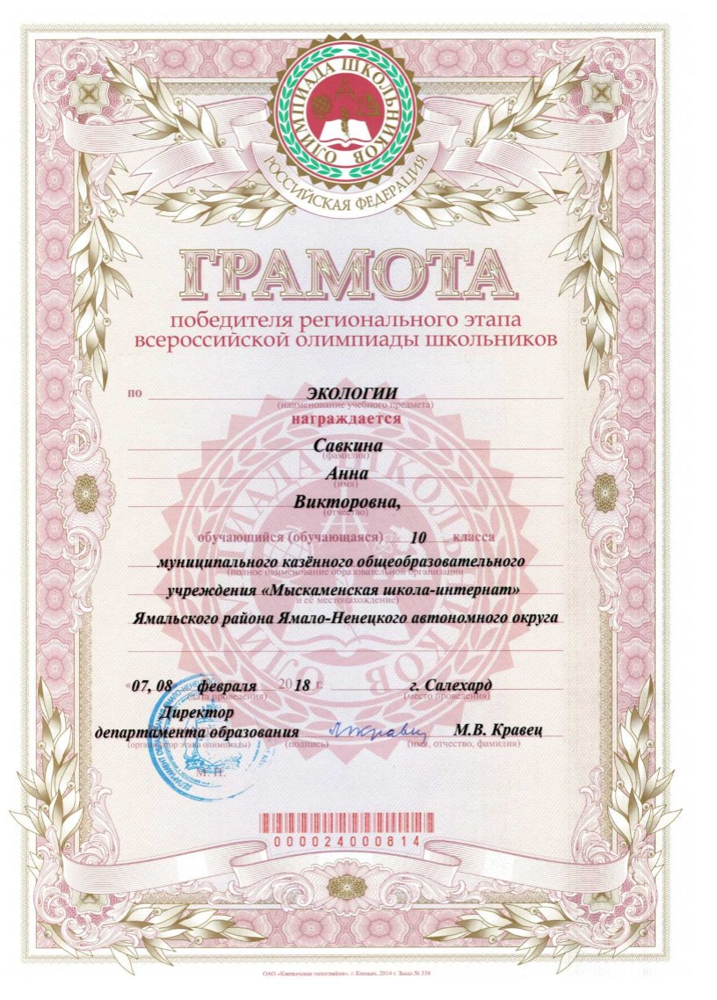 ОЛИМПИАДА ШКОЛЬНИКОВ
РОССИЙСКАЯ ФЕДЕРАЦИЯ
ГРАМОТА
победителя регионального этапа
всероссийской олимпиады школьников
по ЭКОЛОГИИ
(наименование учебного предмета)
награждается
Савкина
(фамилия)
Анна
(имя)
Викторовна,
(отчество)
обучающийся (обучающаяся) 10 класса
муниципального казённого общеобразовательного
(полное наименование образовательной организации
учреждения «Мыскаменская школа-интернат»
и её местонахождение)
Ямальского района Ямало-Ненецкого автономного округа
«07, 08» февраля 2018 г. г. Салехард
(дата проведения) (место проведения)
Директор
департамента образования М.В. Кравец
(организатор этапа олимпиады) (подпись) (имя, отчество, фамилия)
М. П.
000024000814
г. Киржач, 2014 г. Заказ № 339